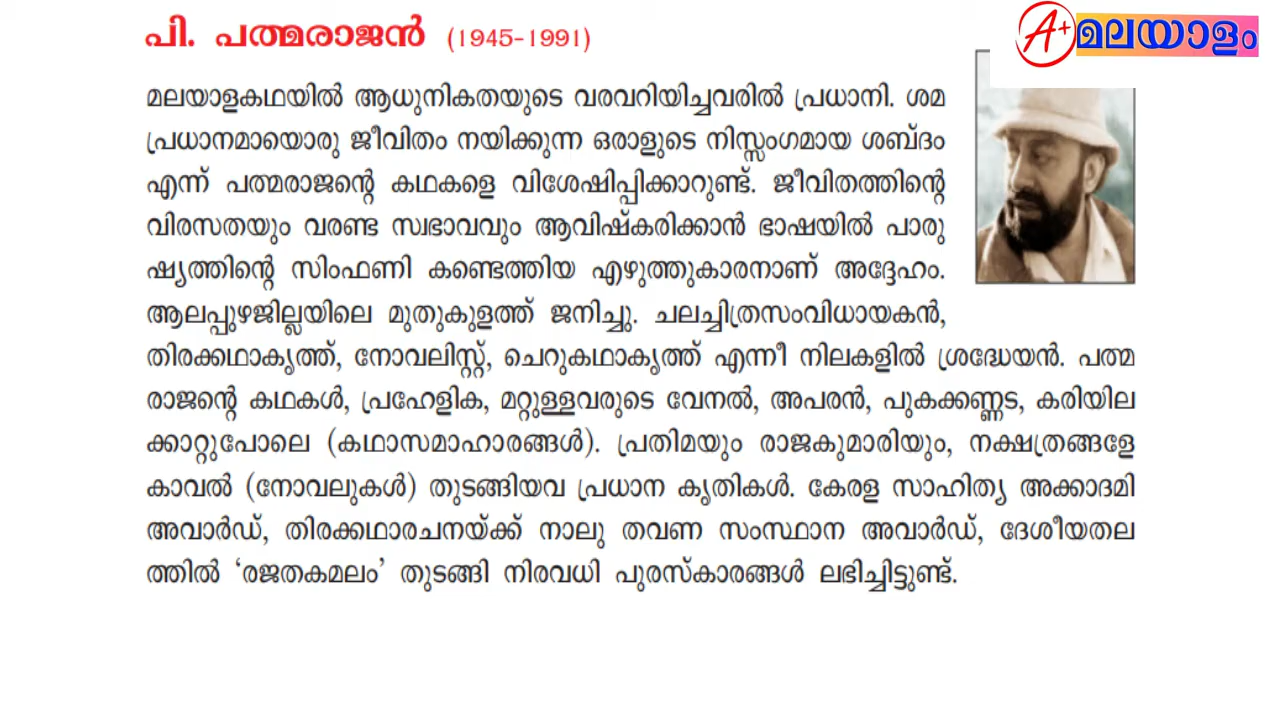 പി. പത്മരാജൻ (1945-1991)
A+ മലയാളം
മലയാളകഥയിൽ ആധുനികതയുടെ വരവറിയിച്ചവരിൽ പ്രധാനി. ശമ
പ്രധാനമായൊരു ജീവിതം നയിക്കുന്ന ഒരാളുടെ നിസ്സംഗമായ ശബ്ദം
എന്ന് പത്മരാജന്റെ കഥകളെ വിശേഷിപ്പിക്കാറുണ്ട്. ജീവിതത്തിന്റെ
വിരസതയും വരണ്ട സ്വഭാവവും ആവിഷ്കരിക്കാൻ ഭാഷയിൽ പാരു
ഷ്യത്തിന്റെ സിംഫണി കണ്ടെത്തിയ എഴുത്തുകാരനാണ് അദ്ദേഹം.
ആലപ്പുഴജില്ലയിലെ മുതുകുളത്ത് ജനിച്ചു. ചലച്ചിത്രസംവിധായകൻ,
തിരക്കഥാകൃത്ത്, നോവലിസ്റ്റ്, ചെറുകഥാകൃത്ത് എന്നീ നിലകളിൽ ശ്രദ്ധേയൻ. പത്മ
രാജന്റെ കഥകൾ, പ്രഹേളിക, മറ്റുള്ളവരുടെ വേനൽ, അപരൻ, പുകക്കണ്ണട, കരിയില
ക്കാറ്റുപോലെ (കഥാസമാഹാരങ്ങൾ). പ്രതിമയും രാജകുമാരിയും, നക്ഷത്രങ്ങളേ
കാവൽ (നോവലുകൾ) തുടങ്ങിയവ പ്രധാന കൃതികൾ. കേരള സാഹിത്യ അക്കാദമി
അവാർഡ്, തിരക്കഥാരചനയ്ക്ക് നാലു തവണ സംസ്ഥാന അവാർഡ്, ദേശീയതല
ത്തിൽ ‘രജതകമലം’ തുടങ്ങി നിരവധി പുരസ്കാരങ്ങൾ ലഭിച്ചിട്ടുണ്ട്.